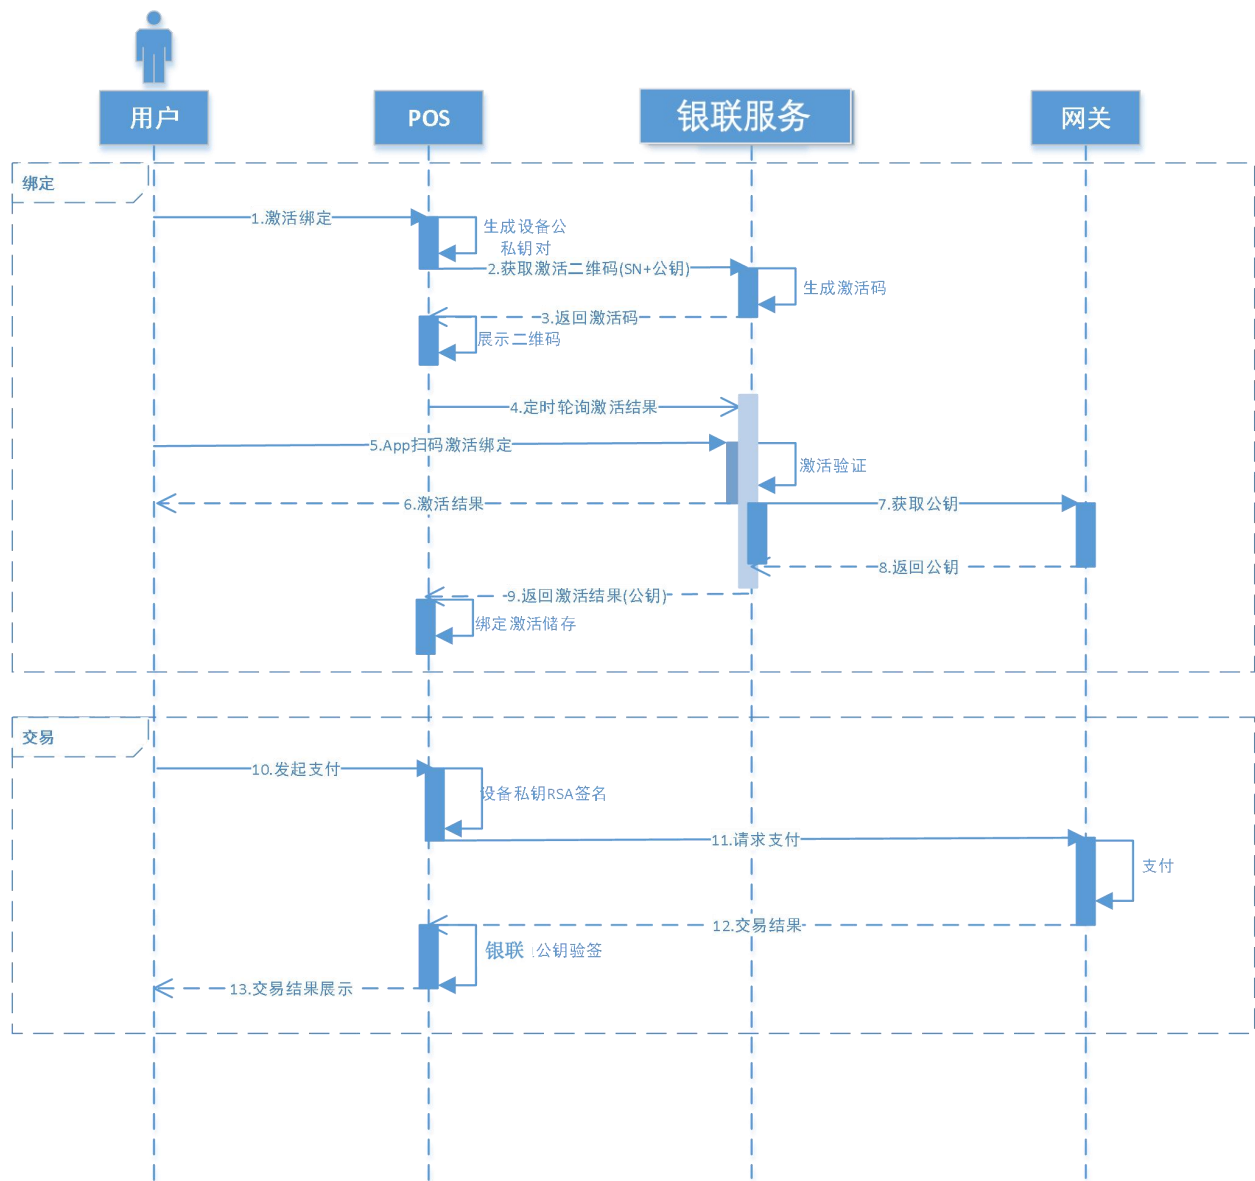 用户
POS
银联服务
网关
绑定
1.激活绑定
生成设备公
私钥对
2.获取激活二维码(SN+公钥)
生成激活码
3.返回激活码
展示二维码
4.定时轮询激活结果
5.App扫码激活绑定
激活验证
6.激活结果
7.获取公钥
8.返回公钥
9.返回激活结果(公钥)
绑定激活储存
交易
10.发起支付
设备私钥RSA签名
11.请求支付
支付
12.交易结果
银联 公钥验签
13.交易结果展示